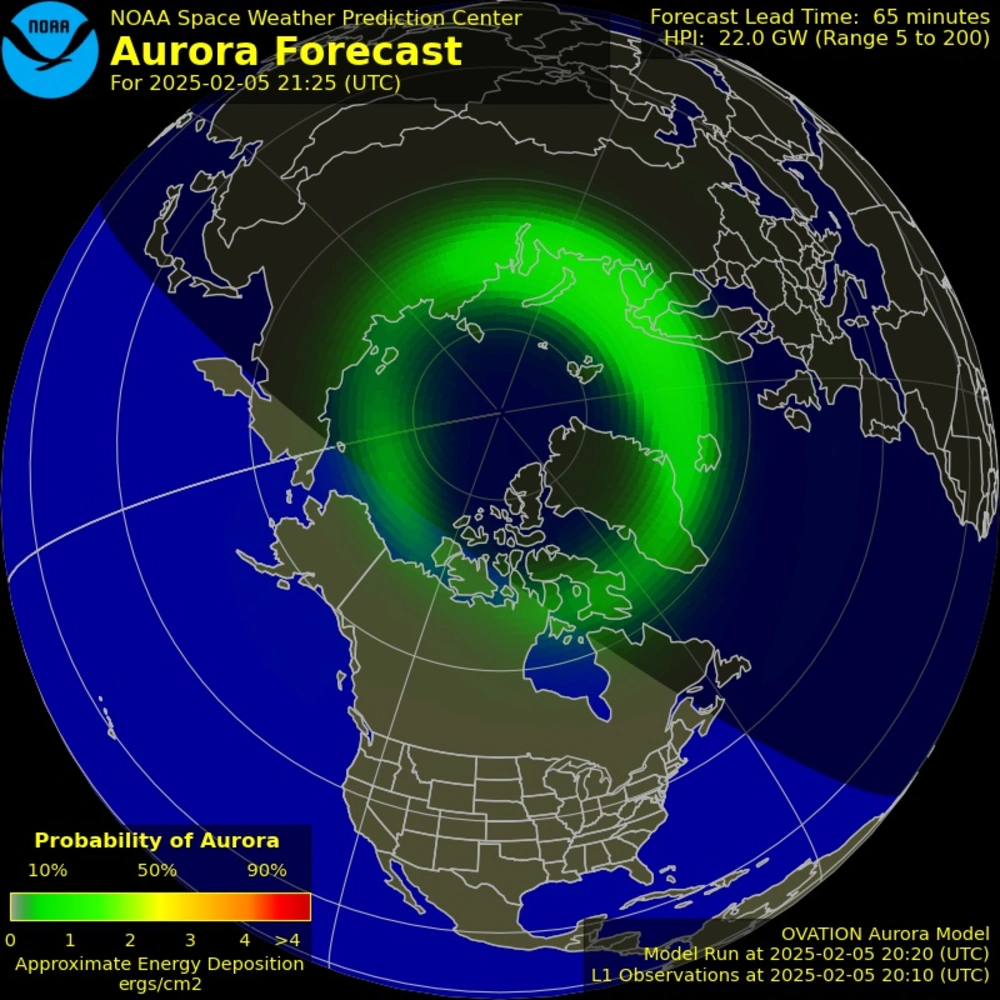 NOAA
NOAA Space Weather Prediction Center
Aurora Forecast
For 2025-02-05 21:25 (UTC)
Forecast Lead Time: 65 minutes
HPI: 22.0 GW (Range 5 to 200)
Probability of Aurora
10% 50% 90%
0 1 2 3 4 >4
Approximate Energy Deposition
ergs/cm2
OVATION Aurora Model
Model Run at 2025-02-05 20:20 (UTC)
L1 Observations at 2025-02-05 20:10 (UTC)